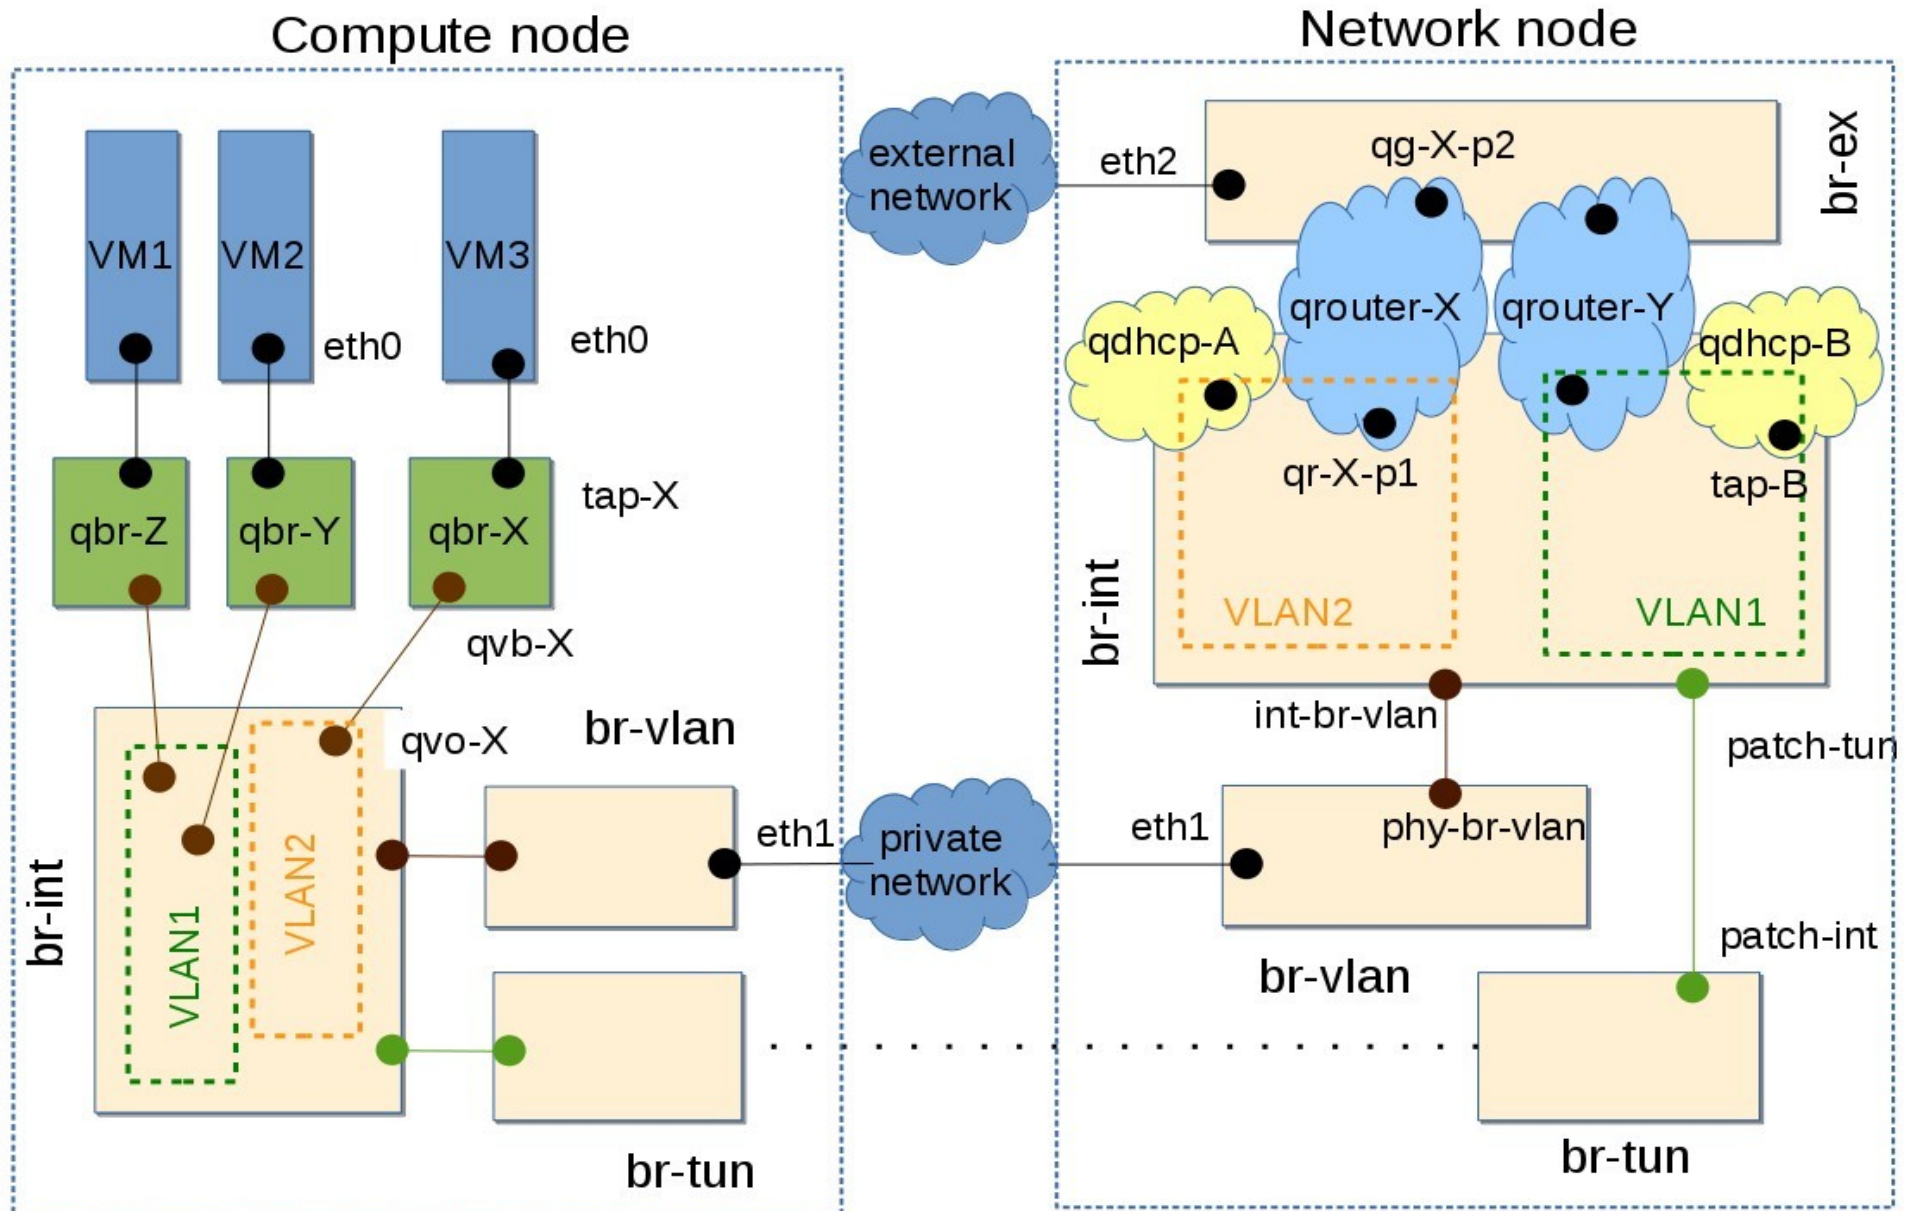 Compute node
Network node
VM1
VM2
VM3
eth0
eth0
qbr-Z
qbr-Y
qbr-X
tap-X
qvb-X
qvo-X
br-vlan
br-int
VLAN1
VLAN2
eth1
br-tun
external
network
private
network
eth2
qg-X-p2
br-ex
qdhcp-A
qrouter-X
qrouter-Y
qdhcp-B
qr-X-p1
tap-B
br-int
VLAN2
VLAN1
int-br-vlan
patch-tun
eth1
phy-br-vlan
patch-int
br-vlan
br-tun